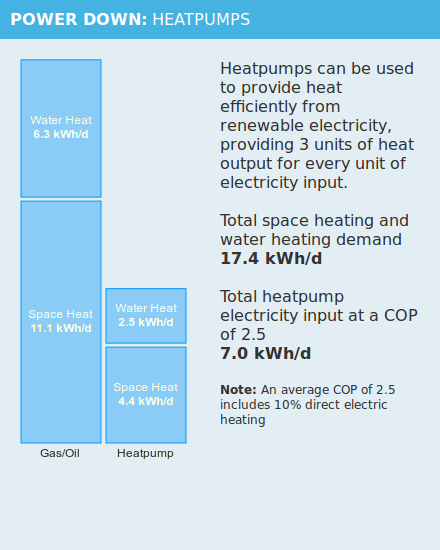 POWER DOWN: HEATPUMPS
Water Heat
6.3 kWh/d
Space Heat
11.1 kWh/d
Gas/Oil
Water Heat
2.5 kWh/d
Space Heat
4.4 kWh/d
Heatpump
Heatpumps can be used
to provide heat
efficiently from
renewable electricity,
providing 3 units of heat
output for every unit of
electricity input.
Total space heating and
water heating demand
17.4 kWh/d
Total heatpump
electricity input at a COP
of 2.5
7.0 kWh/d
Note: An average COP of 2.5
includes 10% direct electric
heating